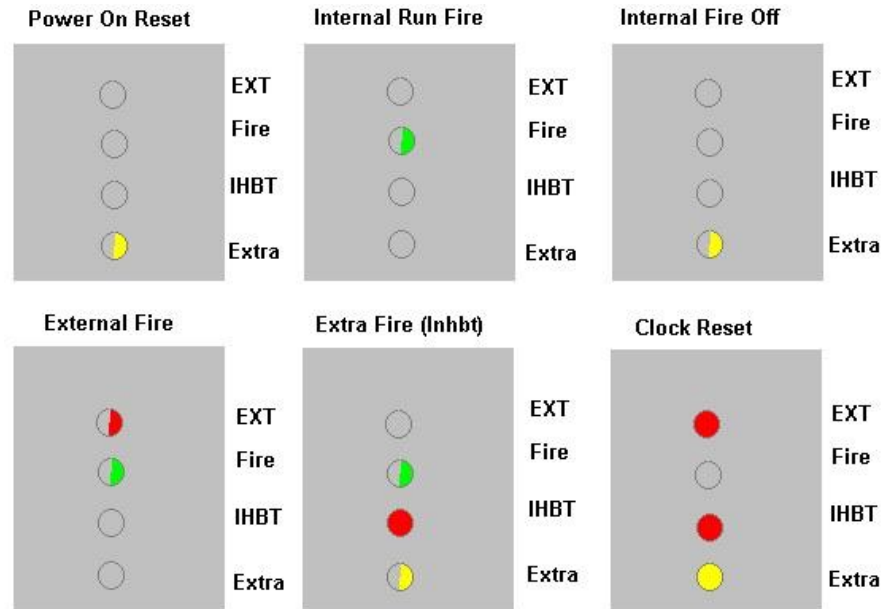 Power On Reset
EXT
Fire
IHBT
Extra
Internal Run Fire
EXT
Fire
IHBT
Extra
Internal Fire Off
EXT
Fire
IHBT
Extra
External Fire
EXT
Fire
IHBT
Extra
Extra Fire (Inhbt)
EXT
Fire
IHBT
Extra
Clock Reset
EXT
Fire
IHBT
Extra